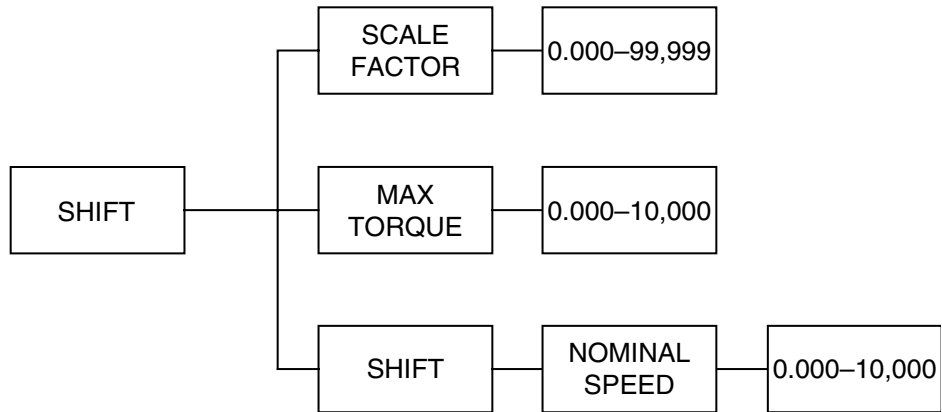 SCALE
FACTOR
0.000–99,999
SHIFT
MAX
TORQUE
0.000–10,000
SHIFT
NOMINAL
SPEED
0.000–10,000